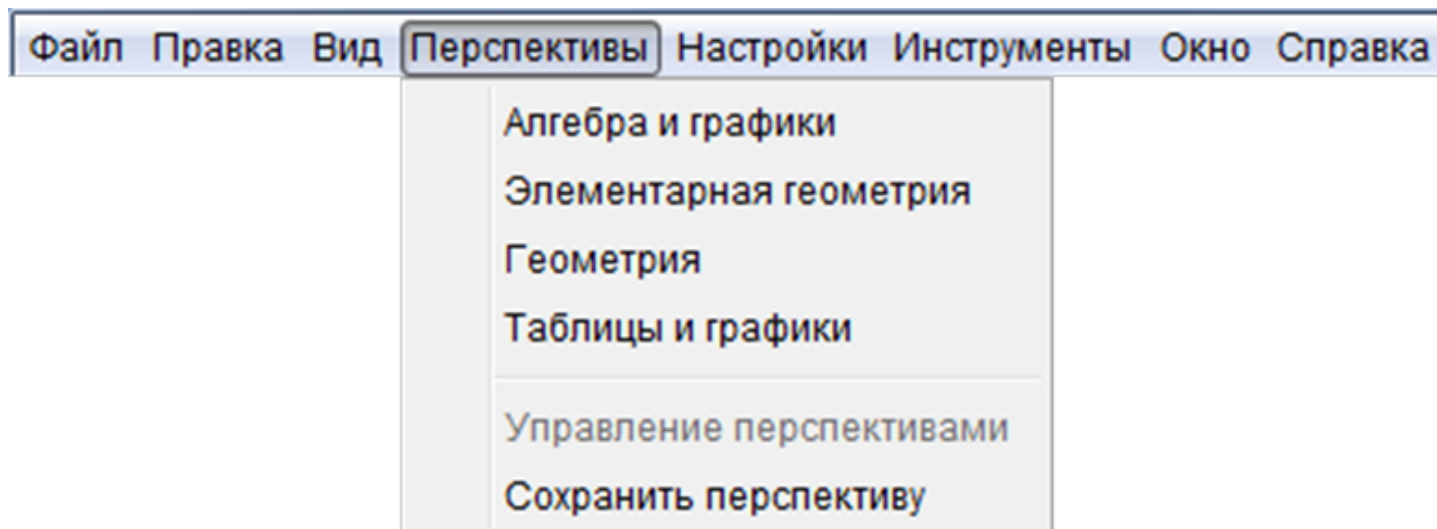 Файл Правка Вид Перспективы Настройки Инструменты Окно Справка
Алгебра и графики
Элементарная геометрия
Геометрия
Таблицы и графики
Управление перспективами
Сохранить перспективу